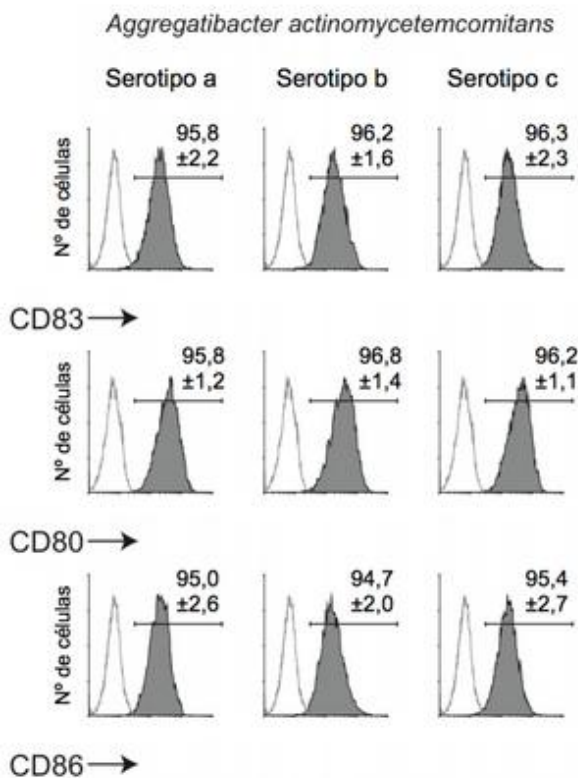 Aggregatibacter actinomycetemcomitans
Serotipo a
Serotipo b
Serotipo c
Nº de células
95,8
±2,2
96,2
±1,6
96,3
±2,3
CD83
Nº de células
95,8
±1,2
96,8
±1,4
96,2
±1,1
CD80
Nº de células
95,0
±2,6
94,7
±2,0
95,4
±2,7
CD86